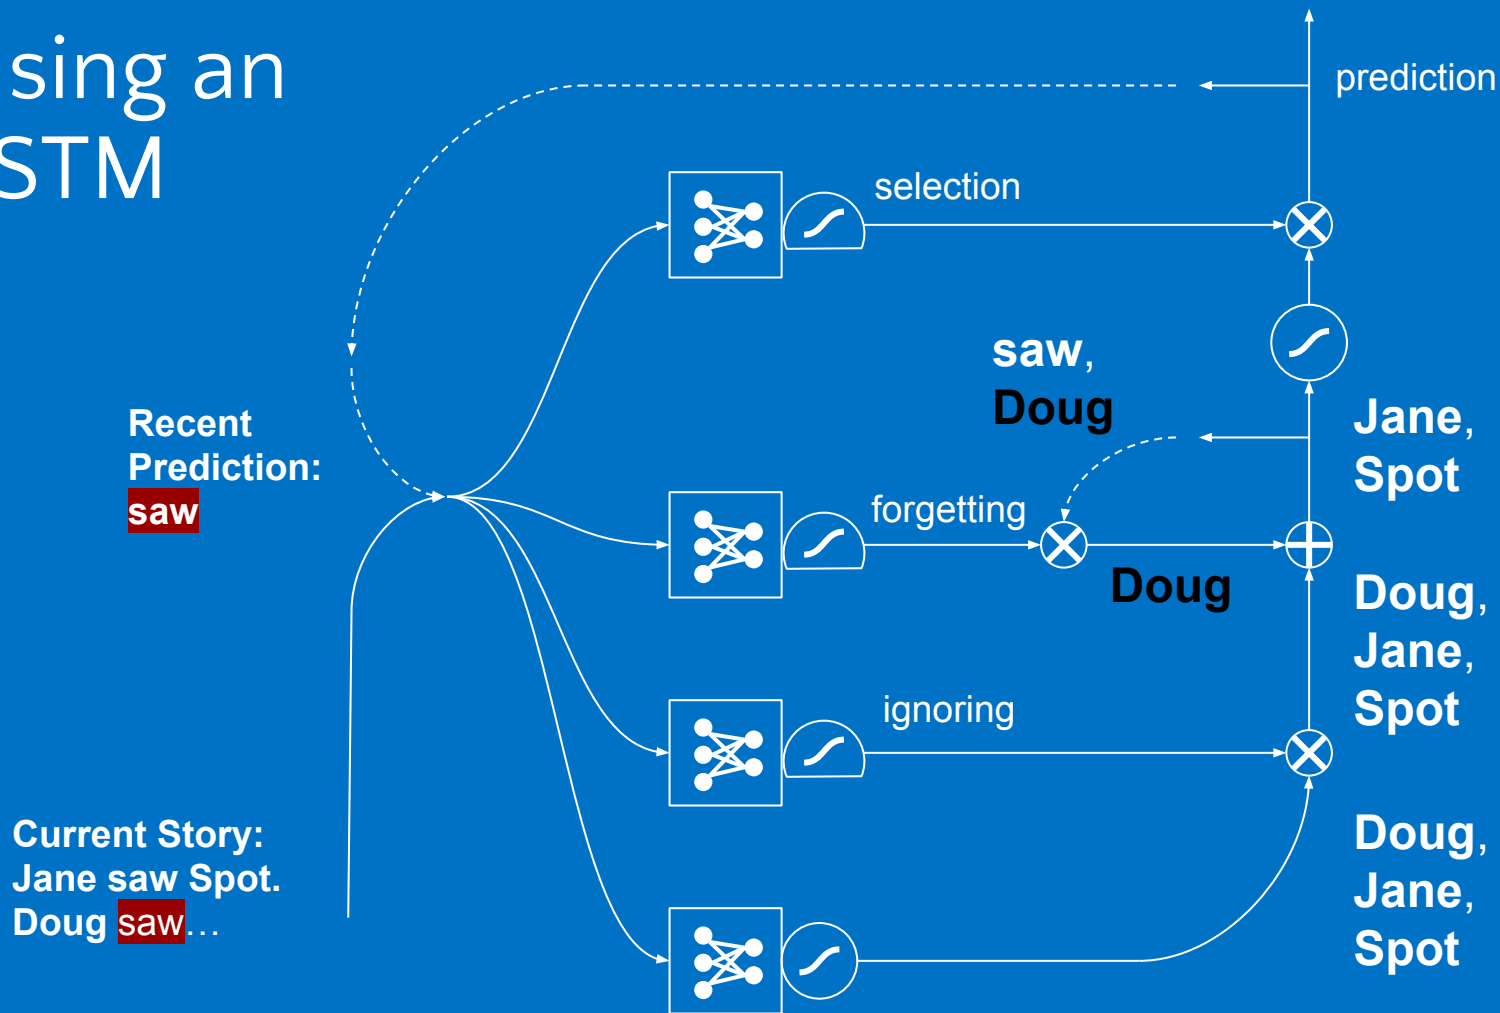 sing an
STM
prediction
selection
saw,
Doug
Jane,
Spot
Recent
Prediction:
saw
forgetting
Doug
Doug,
Jane,
Spot
ignoring
Current Story:
Jane saw Spot.
Doug saw...
Doug,
Jane,
Spot